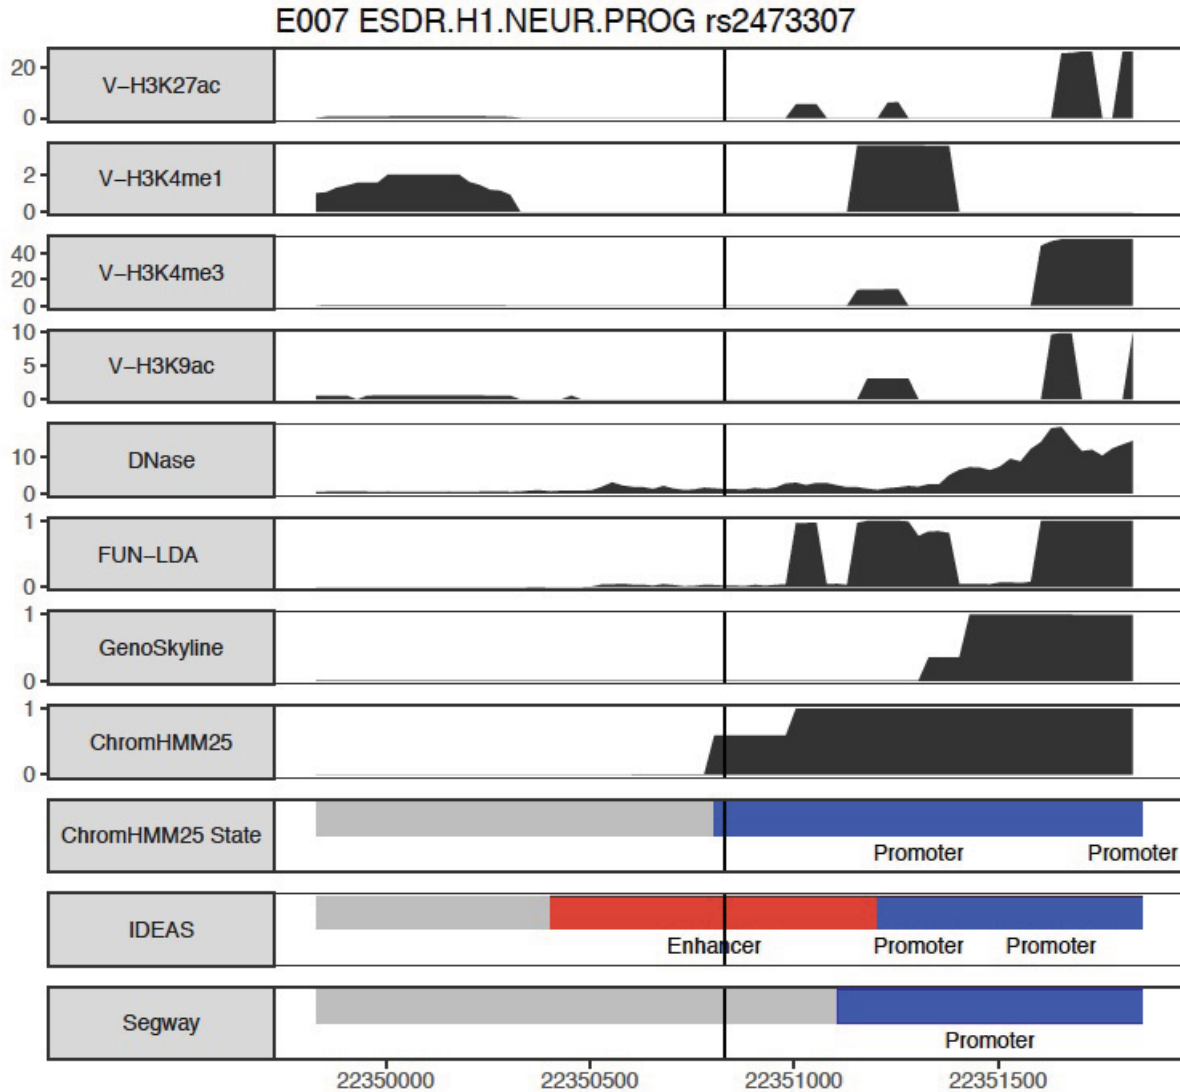 E007 ESDR.H1.NEUR.PROG rs2473307
20
0
V−H3K27ac
2
0
V−H3K4me1
40
20
0
V−H3K4me3
10
5
0
V−H3K9ac
10
0
DNase
1
0
FUN−LDA
1
0
GenoSkyline
1
0
ChromHMM25
ChromHMM25 State
Promoter Promoter
IDEAS
Enhancer Promoter Promoter
Segway
Promoter
22350000 22350500 22351000 22351500